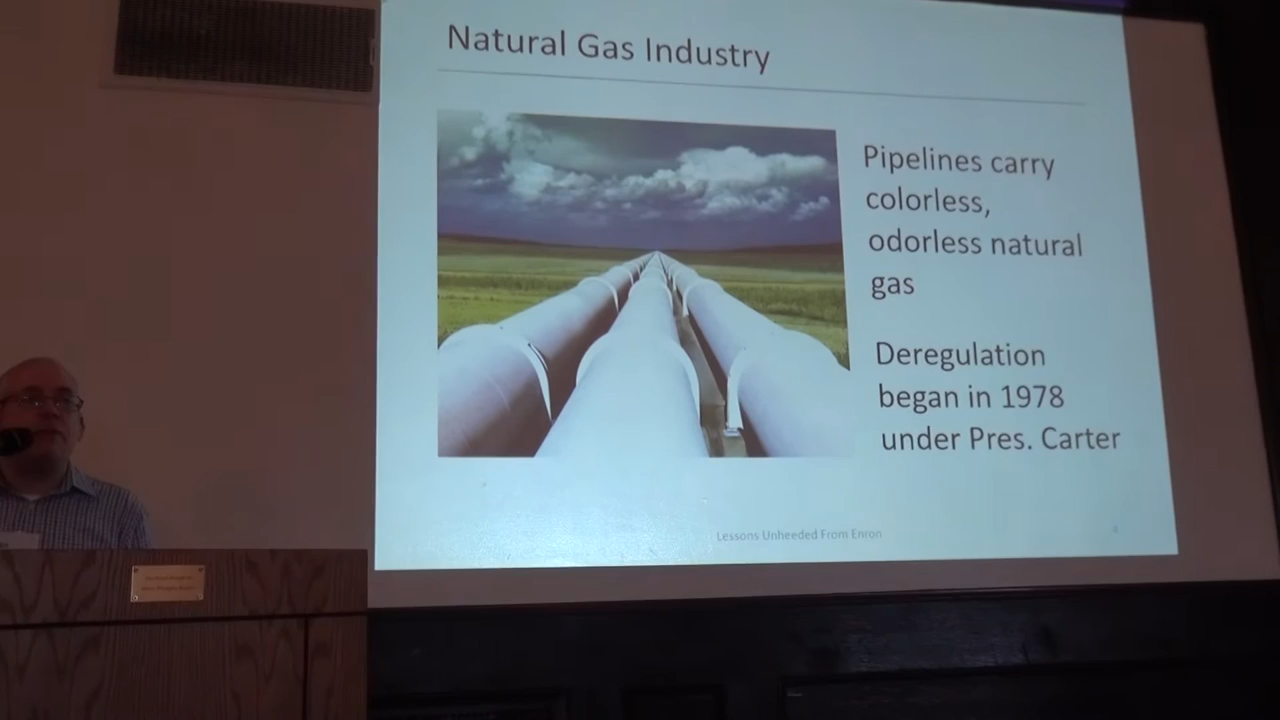 Natural Gas Industry
Pipelines carry
colorless,
odorless natural
gas
Deregulation
began in 1978
under Pres. Carter
Lessons Unheeded From Enron